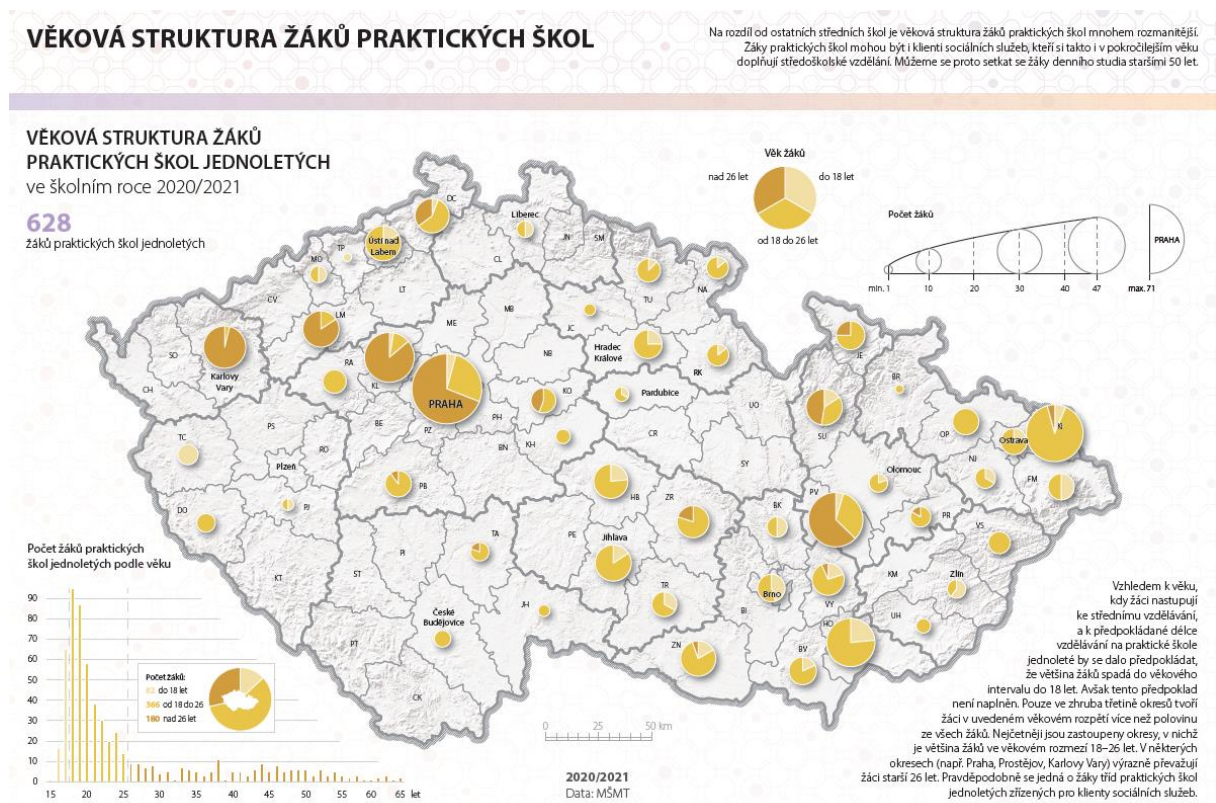 VĚKOVÁ STRUKTURA ŽÁKŮ PRAKTICKÝCH ŠKOL
Na rozdíl od ostatních středních škol je věková struktura žáků praktických škol mnohem rozmanitější.
Žáky praktických škol mohou být i klienti sociálních služeb, kteří si takto i v pokročilejším věku
doplňují středoškolské vzdělání. Můžeme se proto setkat se žáky denního studia staršími 50 let.
VĚKOVÁ STRUKTURA ŽÁKŮ
PRAKTICKÝCH ŠKOL JEDNOLETÝCH
ve školním roce 2020/2021
628
žáků praktických škol jednoletých
Věk žáků
nad 26 let
do 18 let
od 18 do 26 let
Počet žáků
PRAHA
min. 1
10
20
30
40
47
max. 71
DC
Liberec
JN
SM
TP
Ústí nad
Labem
MO
CL
LT
TU
NA
CV
LM
MB
JC
ME
SO
Karlovy
Vary
CH
RA
KL
NB
Hradec
Králové
RK
JE
BR
PRAHA
KO
Pardubice
BE
PZ
PH
UO
SU
OP
Ostrava
KI
TC
PS
RO
BN
KH
CR
SY
NJ
FM
Plzeň
PB
Olomouc
DO
PJ
HB
ZR
BK
PV
PR
VS
TA
PE
Jihlava
PI
ST
KT
TR
Brno
VY
KM
Zlín
JH
České
Budějovice
BI
HO
UH
PT
ZN
BV
CK
Počet žáků praktických
škol jednoletých podle věku
90
80
70
60
50
40
30
20
10
0
15
20
25
30
35
40
45
50
55
60
65
let
Počet žáků:
82 do 18 let
366 od 18 do 26
180 nad 26 let
0
25
50 km
2020/2021
Data: MŠMT
Vzhledem k věku,
kdy žáci nastupují
ke střednímu vzdělávání,
a k předpokládané délce
vzdělávání na praktické škole
jednoleté by se dalo předpokládat,
že většina žáků spadá do věkového
intervalu do 18 let. Avšak tento předpoklad
není naplněn. Pouze ve zhruba třetině okresů tvoří
žáci v uvedeném věkovém rozpětí více než polovinu
ze všech žáků. Nejčetněji jsou zastoupeny okresy, v nichž
je většina žáků ve věkovém rozmezí 18–26 let. V některých
okresech (např. Praha, Prostějov, Karlovy Vary) výrazně převažují
žáci starší 26 let. Pravděpodobně se jedná o žáky tříd praktických škol
jednoletých zřízených pro klienty sociálních služeb.